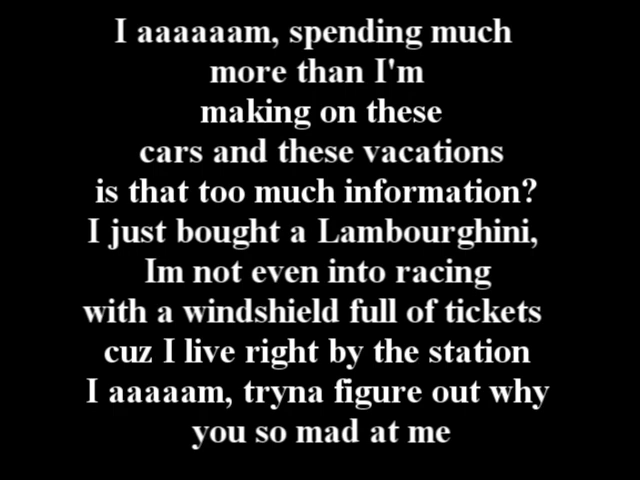 I aaaaaam, spending much
more than I'm
making on these
cars and these vacations
is that too much information?
I just bought a Lambourghini,
Im not even into racing
with a windshield full of tickets
cuz I live right by the station
I aaaaam, tryna figure out why
you so mad at me